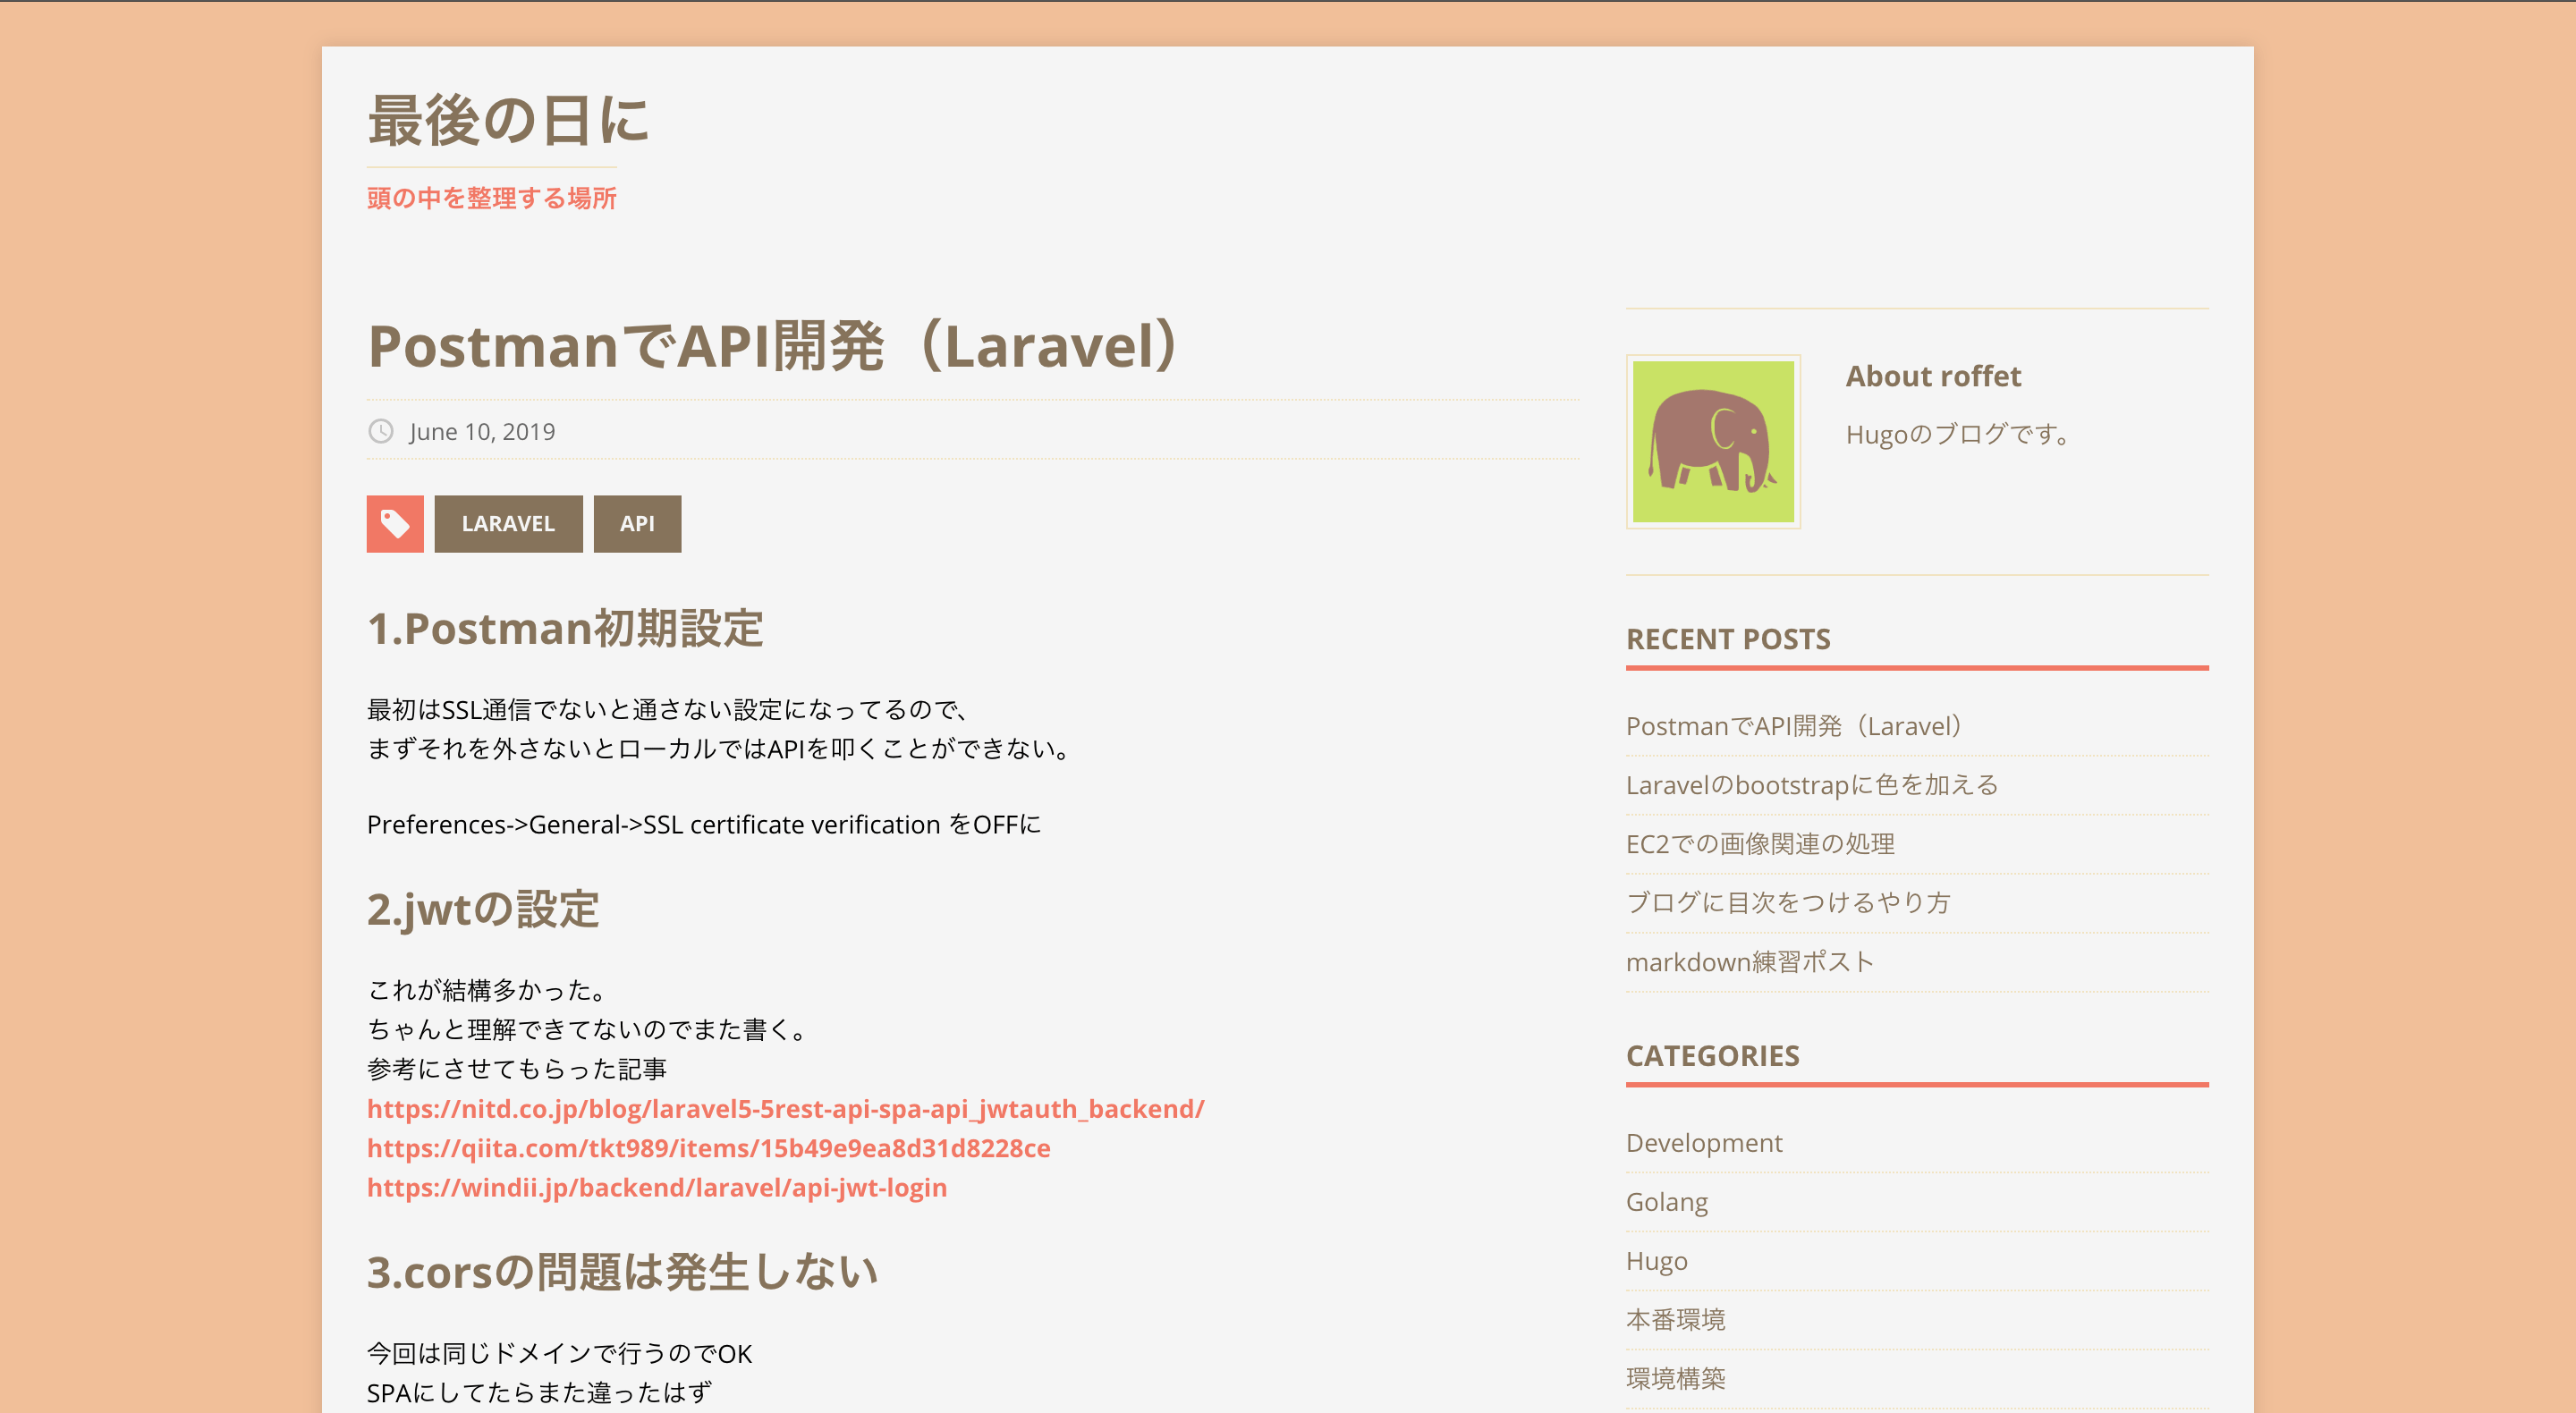 最後の日に
頭の中を整理する場所
PostmanでAPI開発（Laravel）
June 10, 2019
LARAVEL
API
1.Postman初期設定
最初はSSL通信でないと通さない設定になってるので、
まずそれを外さないとローカルではAPIを叩くことができない。
Preferences->General->SSL certificate verification をOFFに
2.jwtの設定
これが結構多かった。
ちゃんと理解できてないのでまた書く。
参考にさせてもらった記事
https://nitd.co.jp/blog/laravel5-5rest-api-spa-api_jwtauth_backend/
https://qiita.com/tkt989/items/15b49e9ea8d31d8228ce
https://windii.jp/backend/laravel/api-jwt-login
3.corsの問題は発生しない
今回は同じドメインで行うのでOK
SPAにしてたらまた違ったはず
About roffet
Hugoのブログです。
RECENT POSTS
PostmanでAPI開発（Laravel）
Laravelのbootstrapに色を加える
EC2での画像関連の処理
ブログに目次をつけるやり方
markdown練習ポスト
CATEGORIES
Development
Golang
Hugo
本番環境
環境構築